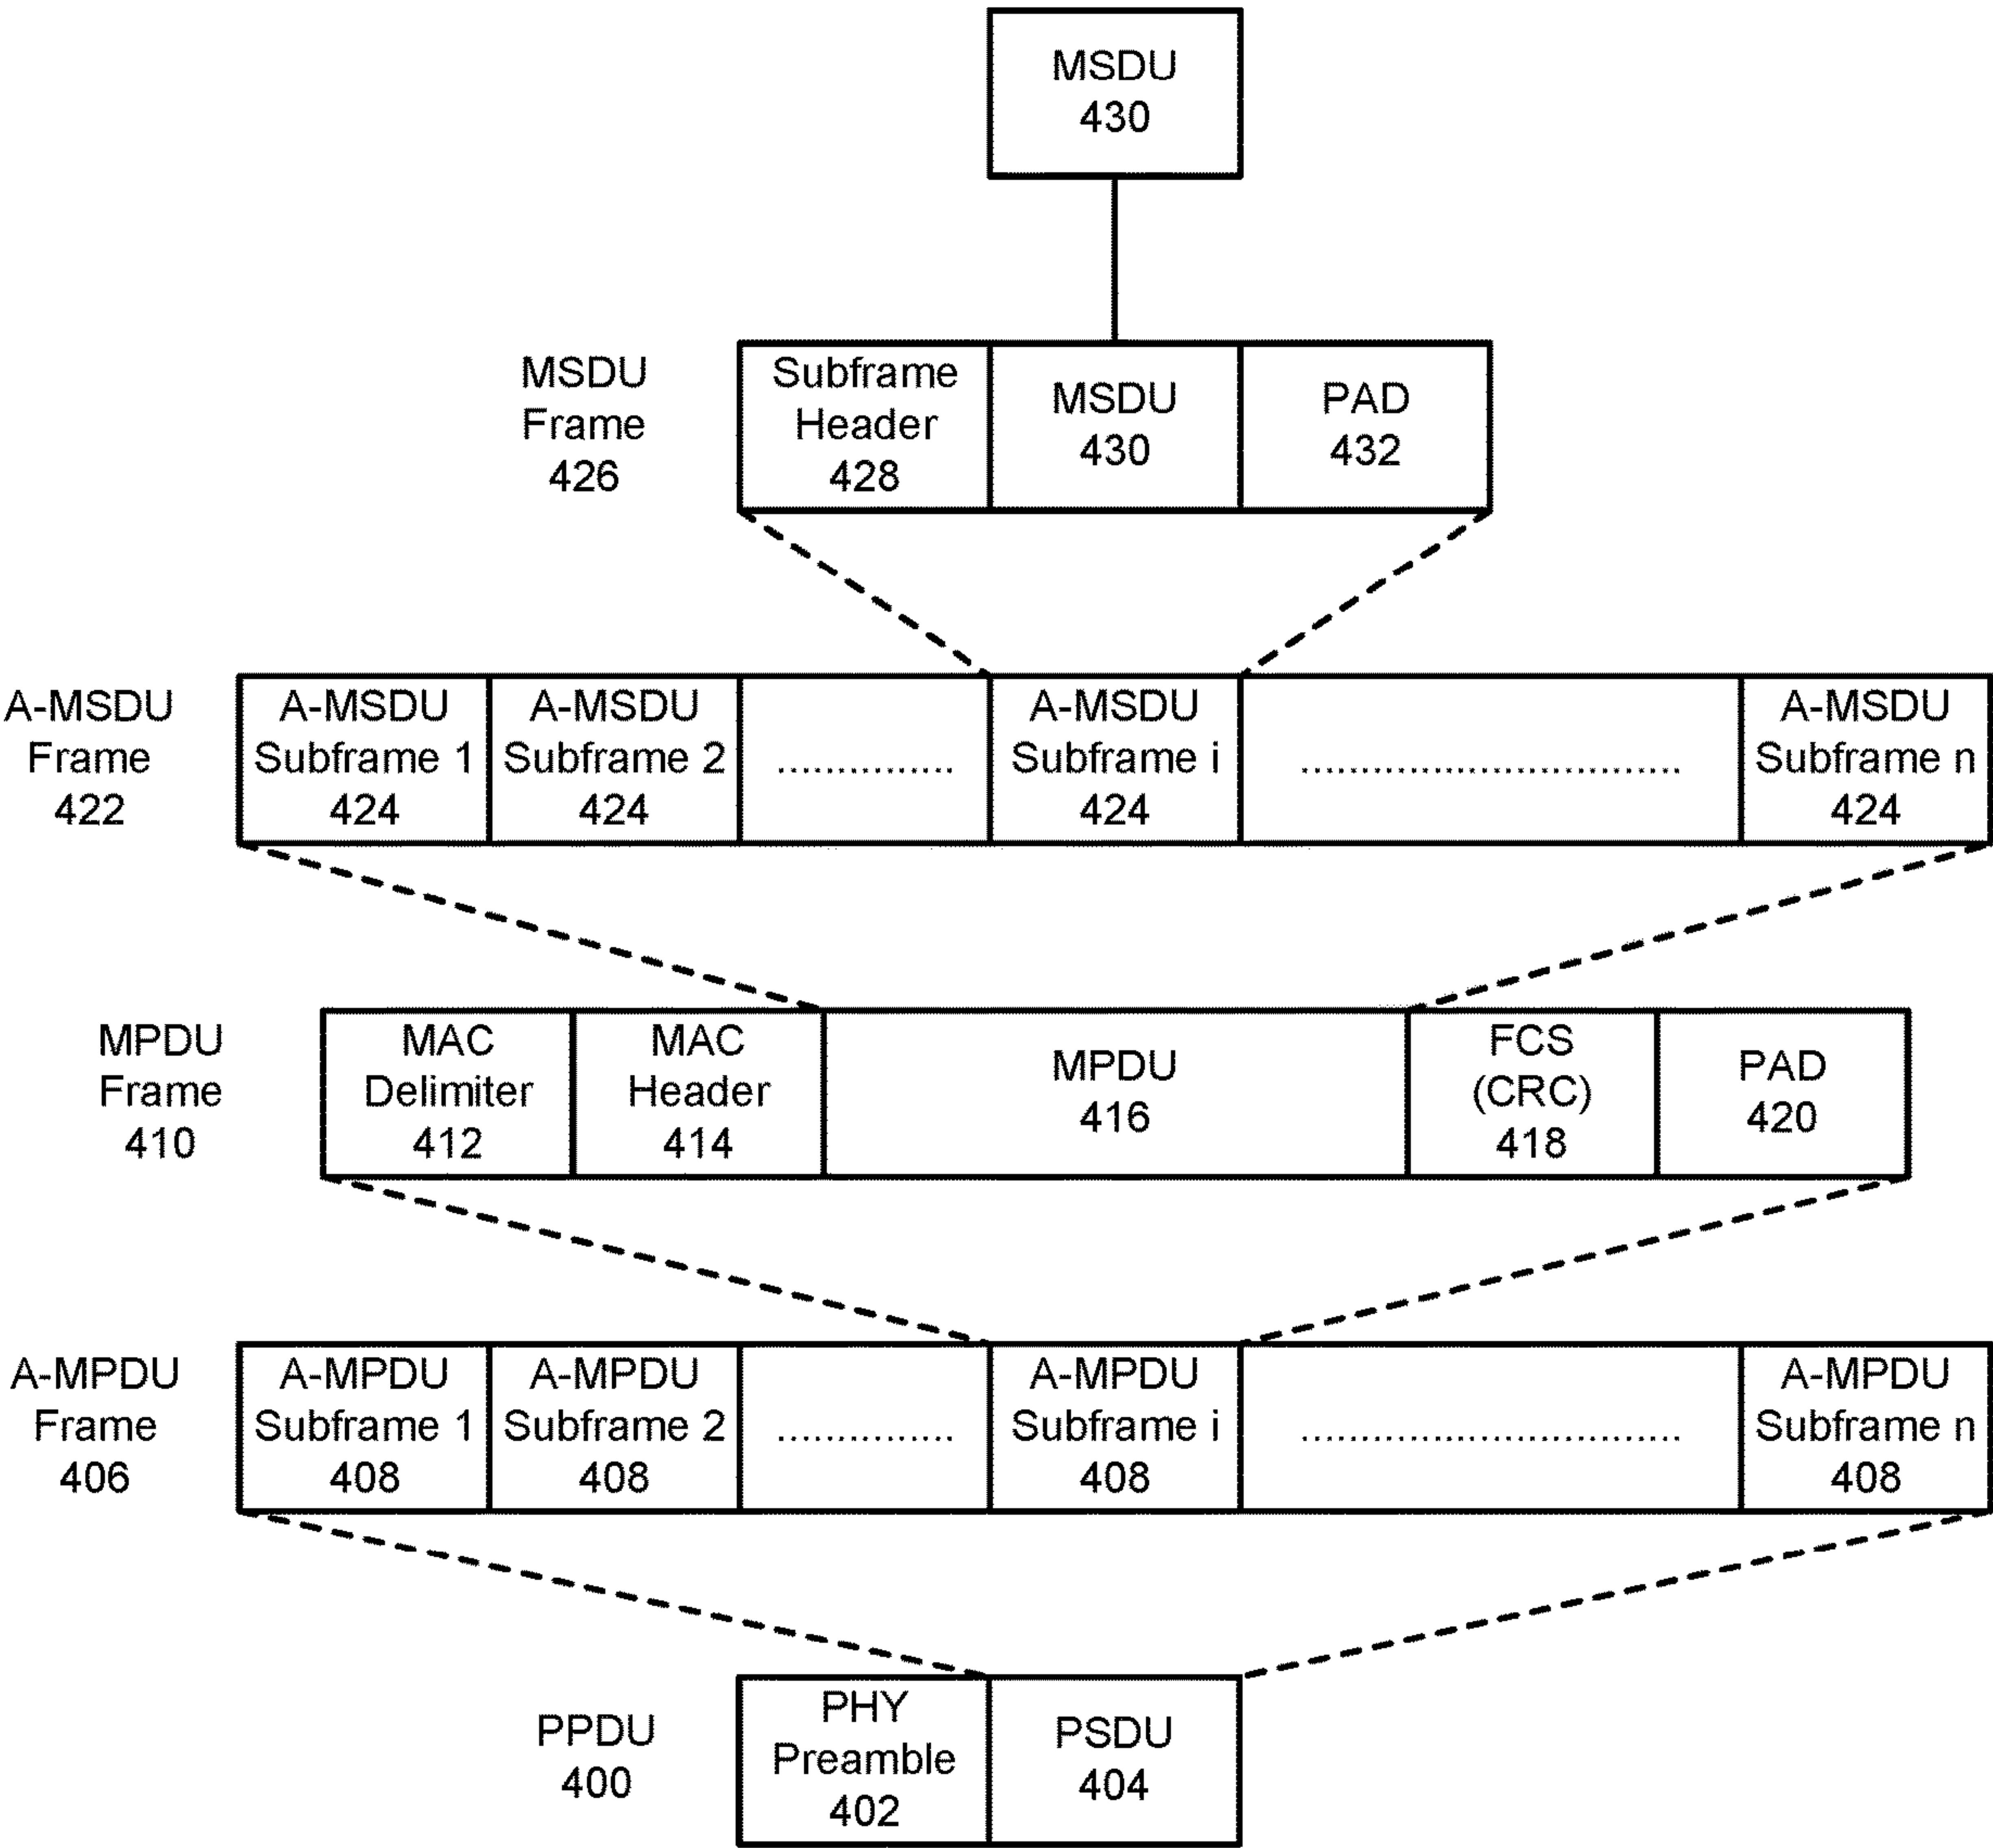 MSDU
430
MSDU
Frame
426
Subframe
Header
428
MSDU
430
PAD
432
A-MSDU
Frame
422
A-MSDU
Subframe 1
424
A-MSDU
Subframe 2
424
...............
A-MSDU
Subframe i
424
................................
A-MSDU
Subframe n
424
MPDU
Frame
410
MAC
Delimiter
412
MAC
Header
414
MPDU
416
FCS
(CRC)
418
PAD
420
A-MPDU
Frame
406
A-MPDU
Subframe 1
408
A-MPDU
Subframe 2
408
...............
A-MPDU
Subframe i
408
................................
A-MPDU
Subframe n
408
PPDU
400
PHY
Preamble
402
PSDU
404